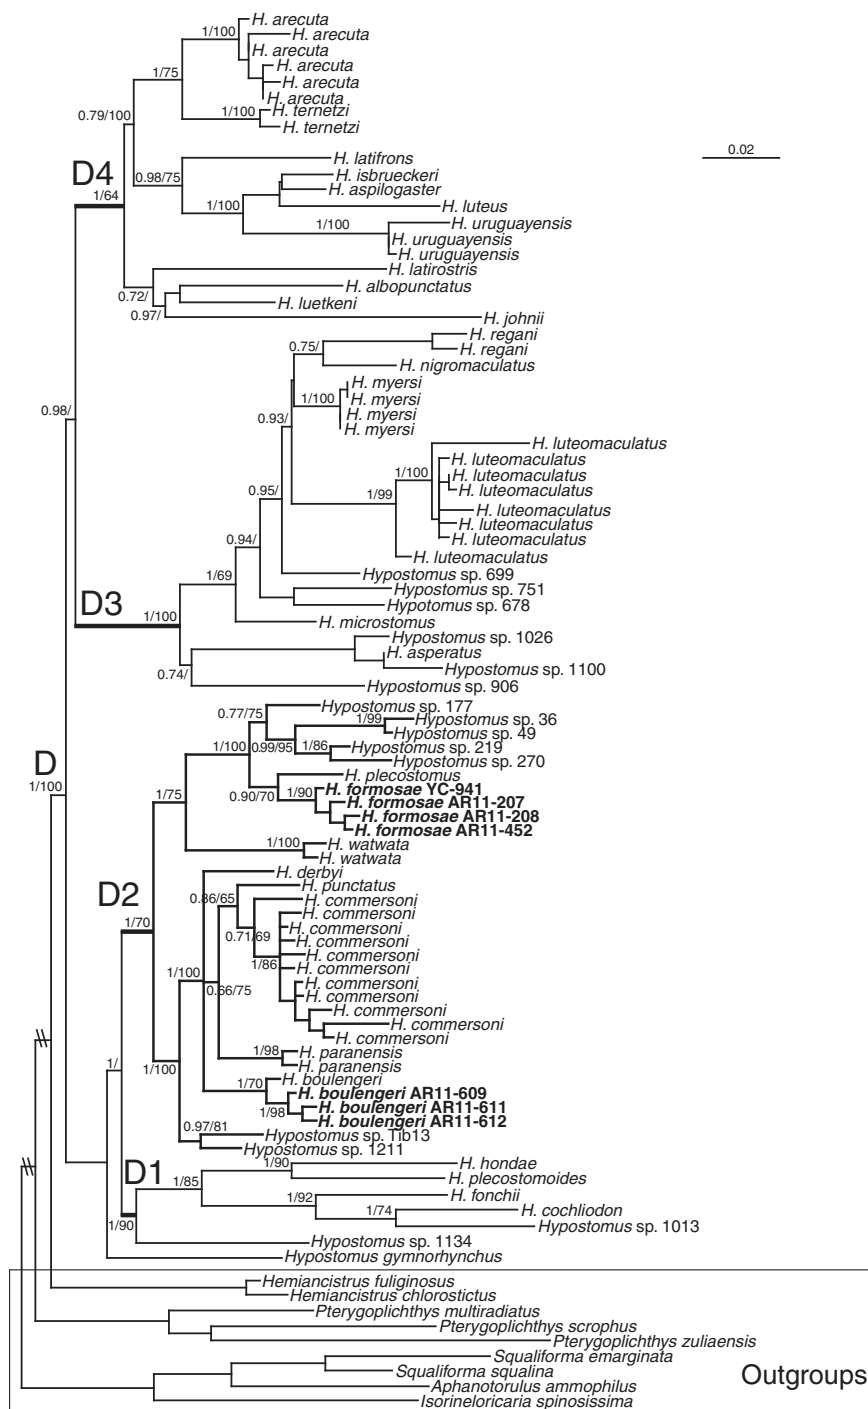 H. arecuta
1/100
H. arecuta
H. arecuta
H. arecuta
1/75
H. arecuta
H. arecuta
1/100
H. ternetzi
0.79/100
H. ternetzi
0.02
H. latifrons
D4
0.98/75
H. isbrueckeri
H. aspilogaster
1/64
1/100
H. luteus
1/100
H. uruguayensis
H. uruguayensis
H. uruguayensis
H. latirostris
0.72/
H. albopunctatus
0.97/
H. luetkeni
H. johnii
H. regani
0.75/
H. regani
H. nigromaculatus
H. myersi
1/100
H. myersi
0.98/
0.93/
H. myersi
H. myersi
H. luteomaculatus
H. luteomaculatus
1/100
H. luteomaculatus
0.95/
1/99
H. luteomaculatus
H. luteomaculatus
H. luteomaculatus
0.94/
H. luteomaculatus
H. luteomaculatus
1/69
Hypostomus sp. 699
Hypostomus sp. 751
D3
Hypotomus sp. 678
1/100
H. microstomus
Hypostomus sp. 1026
H. asperatus
0.74/
Hypostomus sp. 1100
Hypostomus sp. 906
0.77/75
Hypostomus sp. 177
1/99
Hypostomus sp. 36
Hypostomus sp. 49
1/100
0.99/95
1/86
Hypostomus sp. 219
D
Hypostomus sp. 270
1/100
H. plecostomus
1/75
0.90/70
1/90
H. formosae YC-941
H. formosae AR11-207
H. formosae AR11-208
H. formosae AR11-452
1/100
H. watwata
H. watwata
D2
H. derbyi
0.86/65
H. punctatus
H. commersoni
1/70
H. commersoni
H. commersoni
0.71/69
H. commersoni
H. commersoni
1/86
H. commersoni
1/100
H. commersoni
0.66/75
H. commersoni
H. commersoni
H. commersoni
H. commersoni
1/98
H. paranensis
1/
H. paranensis
1/100
1/70
H. boulengeri
H. boulengeri AR11-609
1/98
H. boulengeri AR11-611
H. boulengeri AR11-612
0.97/81
Hypostomus sp. Tib13
Hypostomus sp. 1211
D1
1/90
H. hondae
1/85
H. plecostomoides
1/92
H. fonchii
1/74
H. cochliodon
1/90
Hypostomus sp. 1013
Hypostomus sp. 1134
Hypostomus gymnorhynchus
Hemiancistrus fuliginosus
Hemiancistrus chlorostictus
Pterygoplichthys multiradiatus
Pterygoplichthys scrophus
Pterygoplichthys zuliaensis
Squaliforma emarginata
Squaliforma squalina
Outgroups
Aphanotorulus ammophilus
Isorineloricaria spinosissima